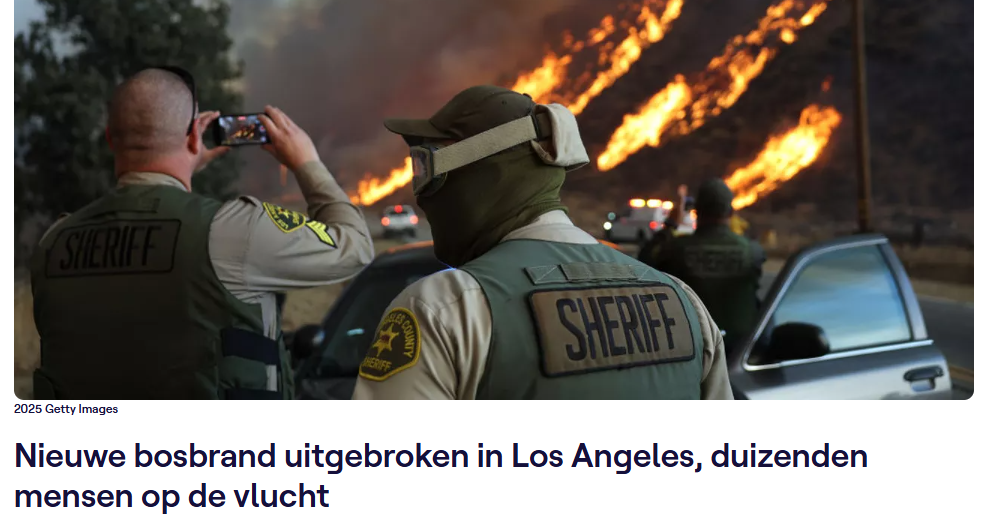 SHERIFF
SHERIFF
SHERIFF
2025 Getty Images
Nieuwe bosbrand uitgebroken in Los Angeles, duizenden
mensen op de vlucht